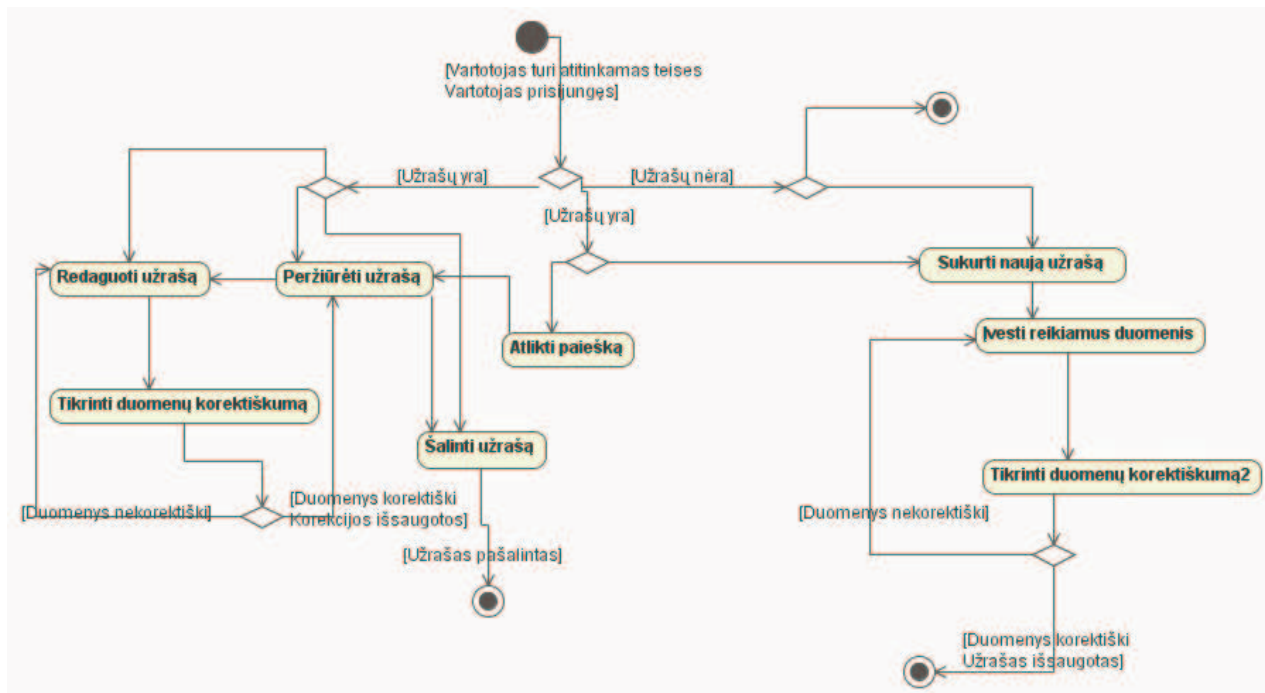 [Vartotojas turi atitinkamas teises
Vartotojas prisijungęs]
[Užrašų yra]
[Užrašų nėra]
[Užrašų yra]
Redaguoti užrašą
Peržiūrėti užrašą
Sukurti naują užrašą
Atlikti paiešką
Įvesti reikiamus duomenis
Tikrinti duomenų korektiškumą
Šalinti užrašą
Tikrinti duomenų korektiškumą2
[Duomenys nekorektiški]
[Duomenys korektiški
Korekcijos išsaugotos]
[Duomenys nekorektiški]
[Užrašas pašalintas]
[Duomenys korektiški
Užrašas išsaugotas]